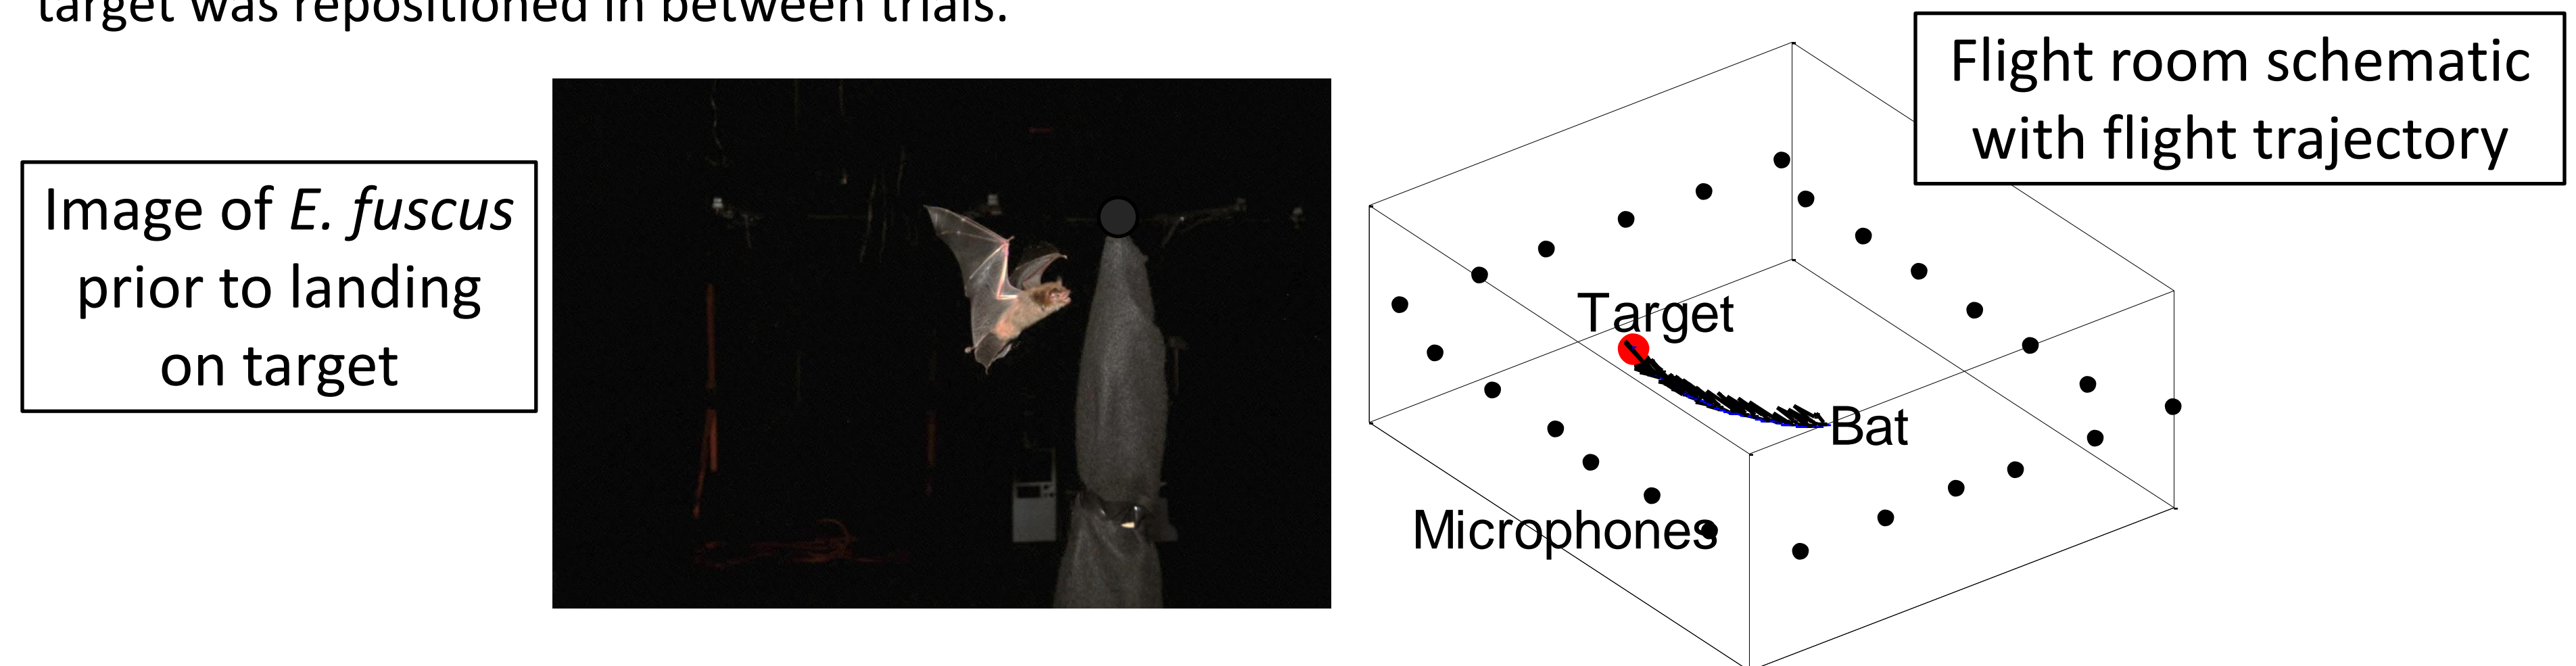 target was repositioned in between trials.
Image of E. fuscus
prior to landing
on target
Flight room schematic
with flight trajectory
Target
Bat
Microphones